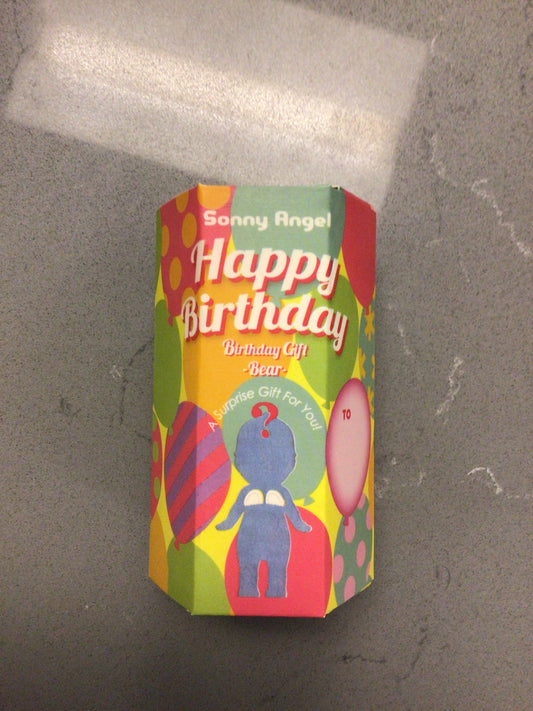 Sonny Angel
Happy
Birthday
Birthday Gift
-Bear-
A Surprise Gift For You!
?
TO